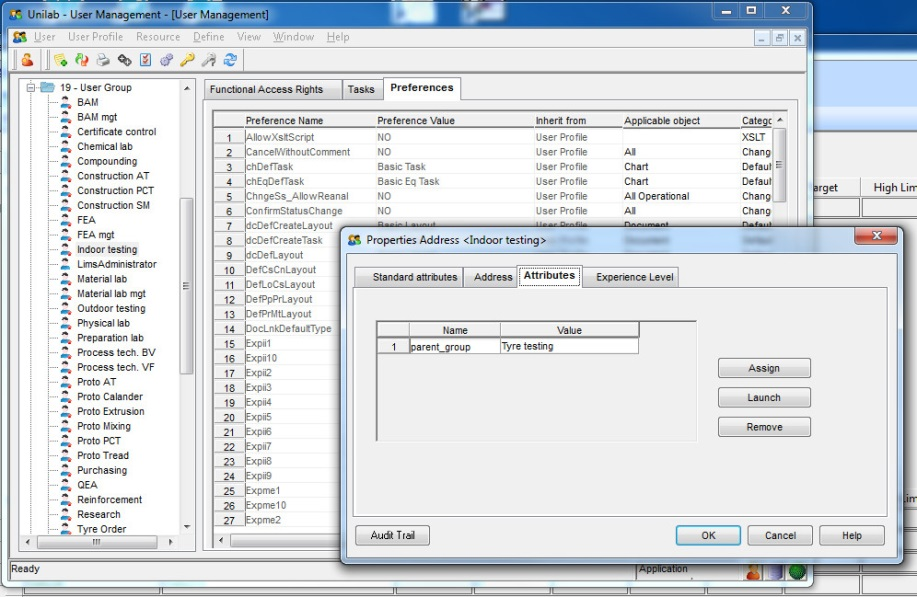 Unilab - User Management - [User Management]
User User Profile Resource Define View Window Help
19 - User Group
BAM
BAM mgt
Certificate control
Chemical lab
Compounding
Construction AT
Construction PCT
Construction SM
FEA
FEA mgt
Indoor testing
LimsAdministrator
Material lab
Material lab mgt
Outdoor testing
Physical lab
Preparation lab
Process tech. BV
Process tech. VF
Proto AT
Proto Calander
Proto Extrusion
Proto Mixing
Proto PCT
Proto Tread
Purchasing
QEA
Reinforcement
Research
Tyre Order
Functional Access Rights Tasks Preferences
Preference Name Preference Value Inherit from Applicable object Categc
1 AllowXsltScript NO User Profile XSLT
2 CancelWithoutComment NO User Profile All Chang
3 chDefTask Basic Task User Profile Chart Defaul
4 chEqDefTask Basic Eq Task User Profile Chart Defaul
5 ChngeSs_AllowReanal NO User Profile All Operational Chang
6 ConfirmStatusChange NO User Profile All Chang
7 dcDefCreateLayout Basic Layout User Profile Document Defaul
8 dcDefCreateTask
9 dcDefLayout
10 DefCsCnLayout
11 DefLoCsLayout
12 DefPpPrLayout
13 DefPrMtLayout
14 DocLnkDefaultType
15 Expii1
16 Expii10
17 Expii2
18 Expii3
19 Expii4
20 Expii5
21 Expii6
22 Expii7
23 Expii8
24 Expii9
25 Expme1
26 Expme10
27 Expme2
Properties Address <Indoor testing>
Standard attributes Address Attributes Experience Level
Name Value
1 parent_group Tyre testing
Assign
Launch
Remove
Audit Trail OK Cancel Help
Ready Application
arget High Lim
im